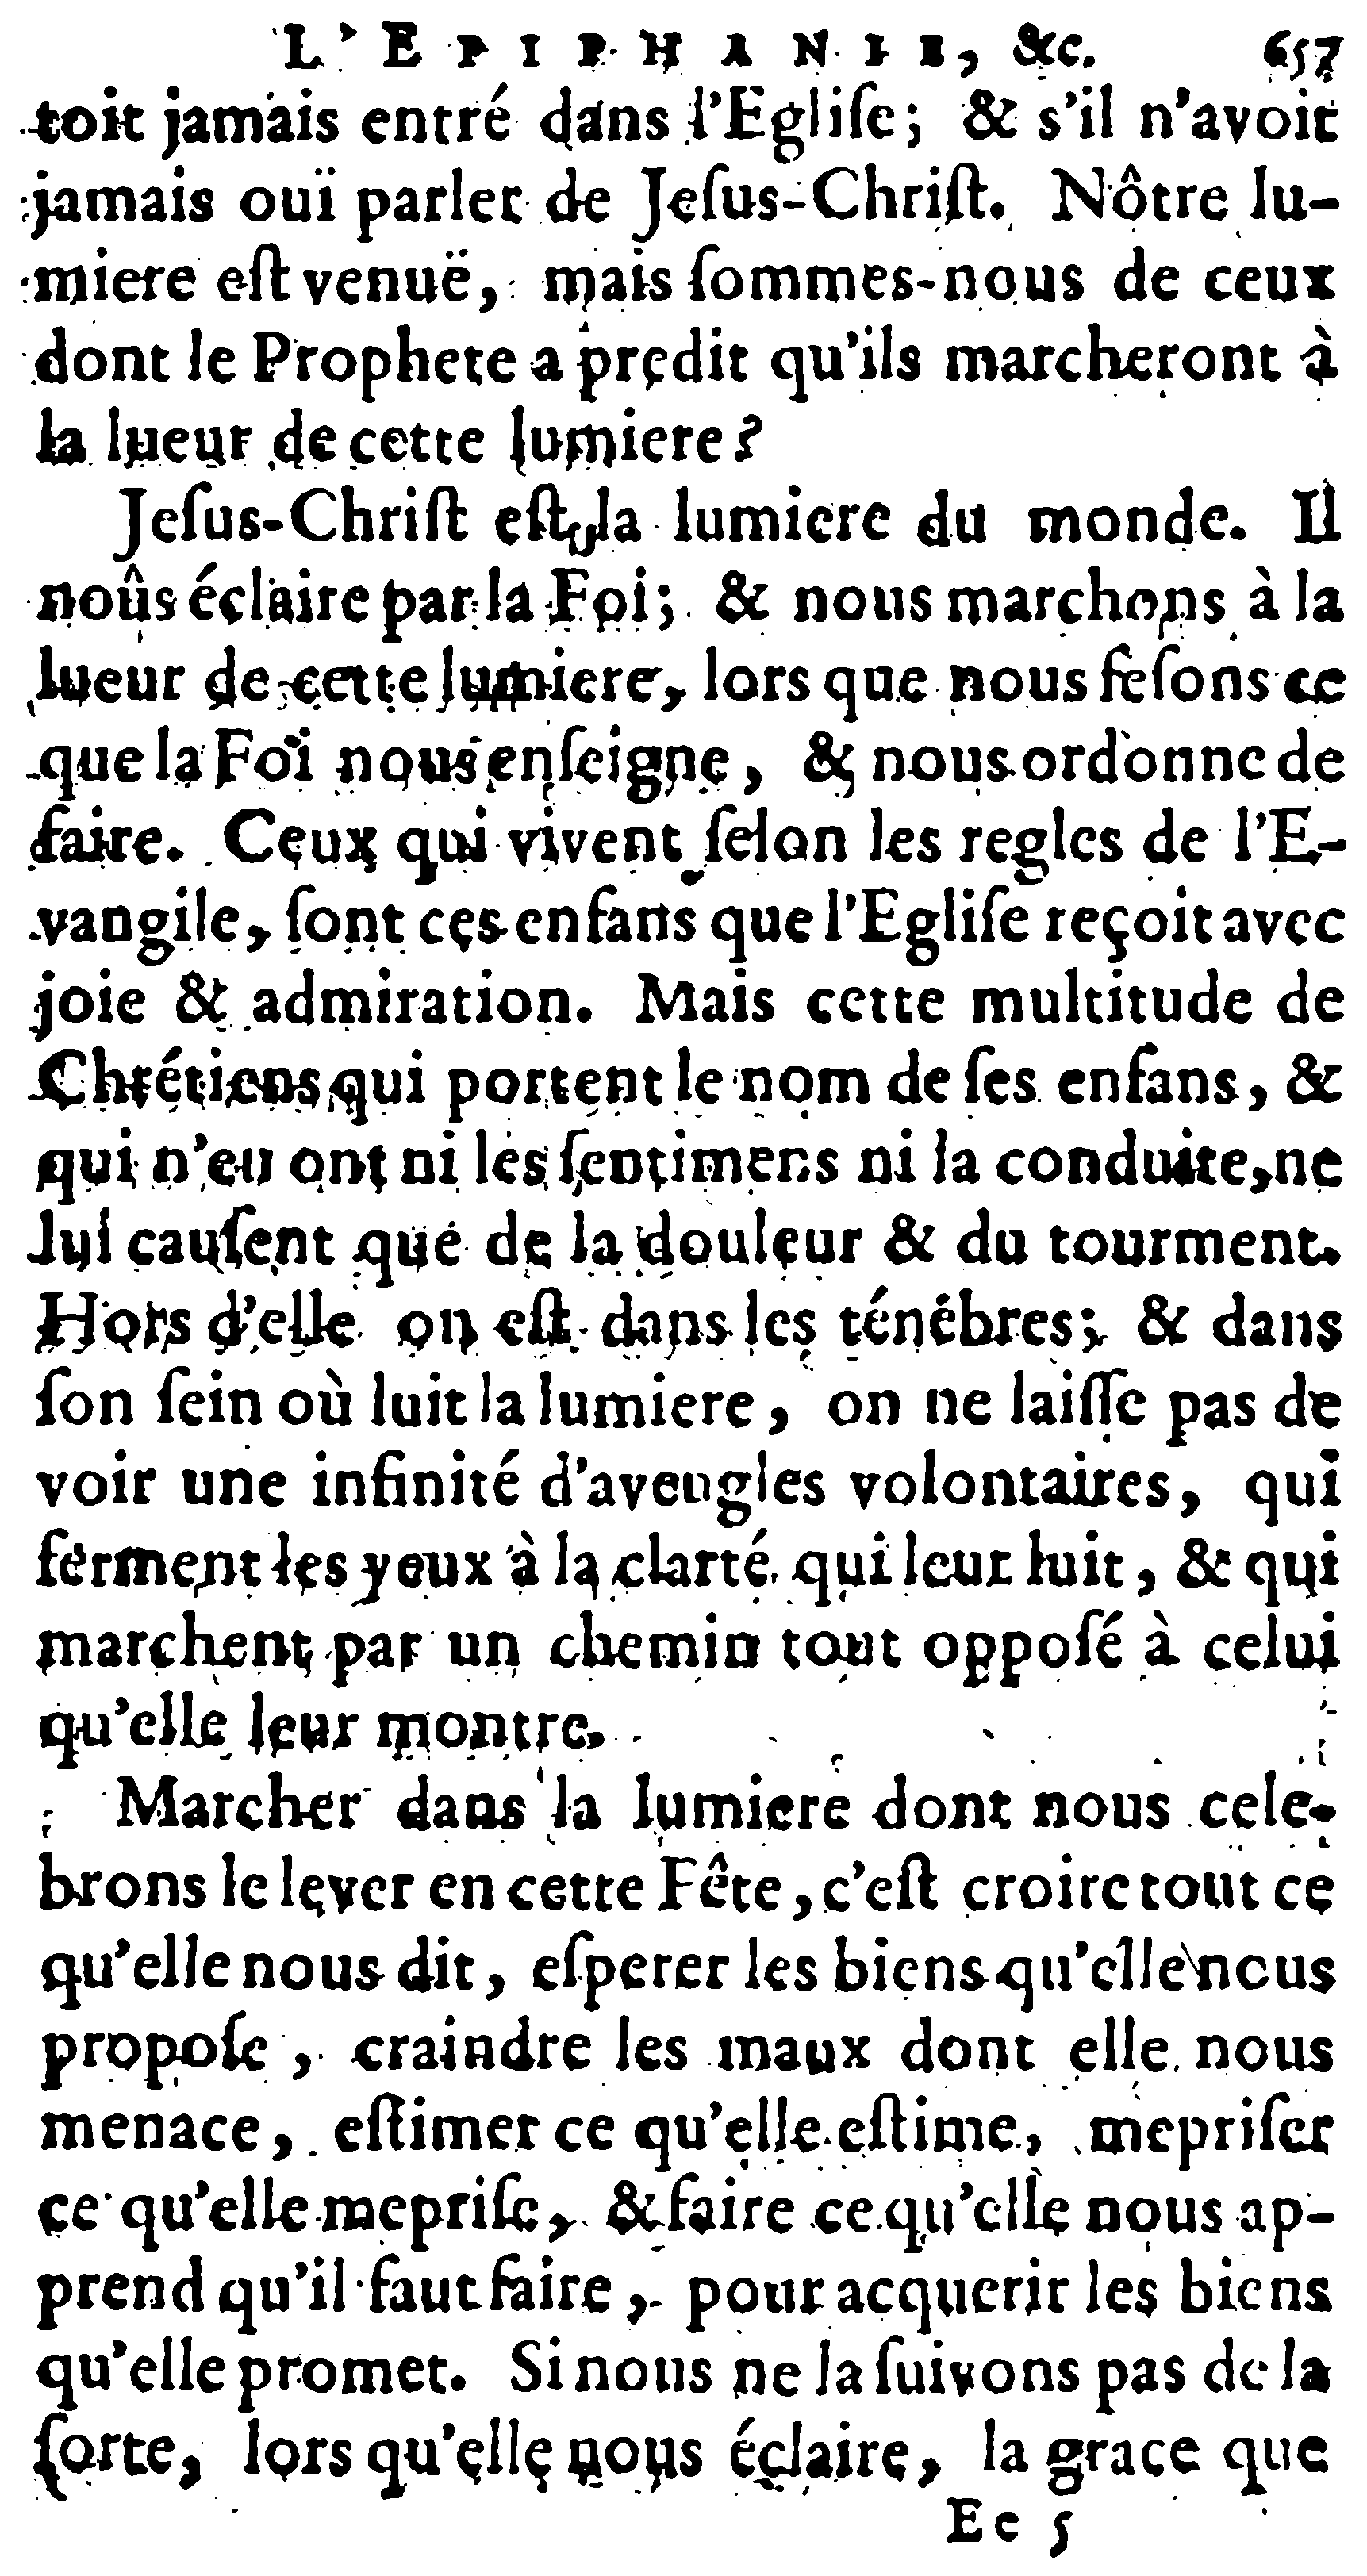 L'EPIPHANIE, &c. 657
toit jamais entré dans l'Egliſe; & s'il n'avoit
jamais ouï parler de Jeſus-Chriſt. Nôtre lu-
miere eſt venuë, mais ſommes-nous de ceux
dont le Prophete a prédit qu'ils marcheront à
la lueur de cette lumiere?
Jeſus-Chriſt eſt la lumiere du monde. Il
noûs éclaire par la Foi; & nous marchons à la
lueur de cette lumiere, lors que nous feſons ce
que la Foi nous enſeigne, & nous ordonne de
faire. Ceux qui vivent ſelon les regles de l'E-
vangile, ſont ces enfans que l'Egliſe reçoit avec
joie & admiration. Mais cette multitude de
Chrétiens qui portent le nom de ſes enfans, &
qui n'eu ont ni les ſentimens ni la conduite, ne
lui cauſent que de la douleur & du tourment.
Hors d'elle on eſt dans les ténébres; & dans
ſon ſein où luit la lumiere, on ne laiſſe pas de
voir une infinité d'aveugles volontaires, qui
ferment les yeux à la clarté qui leur luit, & qui
marchent par un chemin tout oppoſé à celui
qu'elle leur montre.
Marcher dans la lumiere dont nous cele-
brons le lever en cette Fête, c'eſt croire tout ce
qu'elle nous dit, eſperer les biens qu'elle nous
propoſe, craindre les maux dont elle nous
menace, eſtimer ce qu'elle eſtime, mepriſer
ce qu'elle mepriſe, & faire ce qu'elle nous ap-
prend qu'il faut faire, pour acquerir les biens
qu'elle promet. Si nous ne la ſuivons pas de la
ſorte, lors qu'elle nous éclaire, la grace que
Ee 5